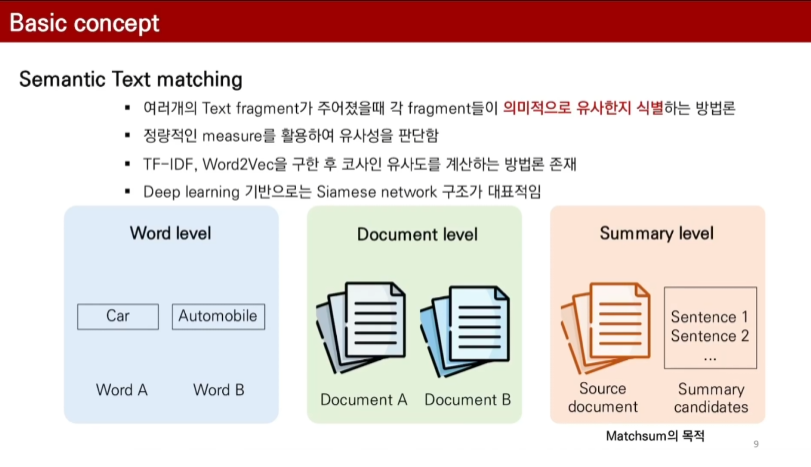 Basic concept
Semantic Text matching
▪ 여러개의 Text fragment가 주어졌을때 각 fragment들이 의미적으로 유사한지 식별하는 방법론
▪ 정량적인 measure를 활용하여 유사성을 판단함
▪ TF-IDF, Word2Vec을 구한 후 코사인 유사도를 계산하는 방법론 존재
▪ Deep learning 기반으로는 Siamese network 구조가 대표적임
Word level
Car
Automobile
Word A
Word B
Document level
Document A
Document B
Summary level
Sentence 1
Sentence 2
...
Source
document
Summary
candidates
Matchsum의 목적
9